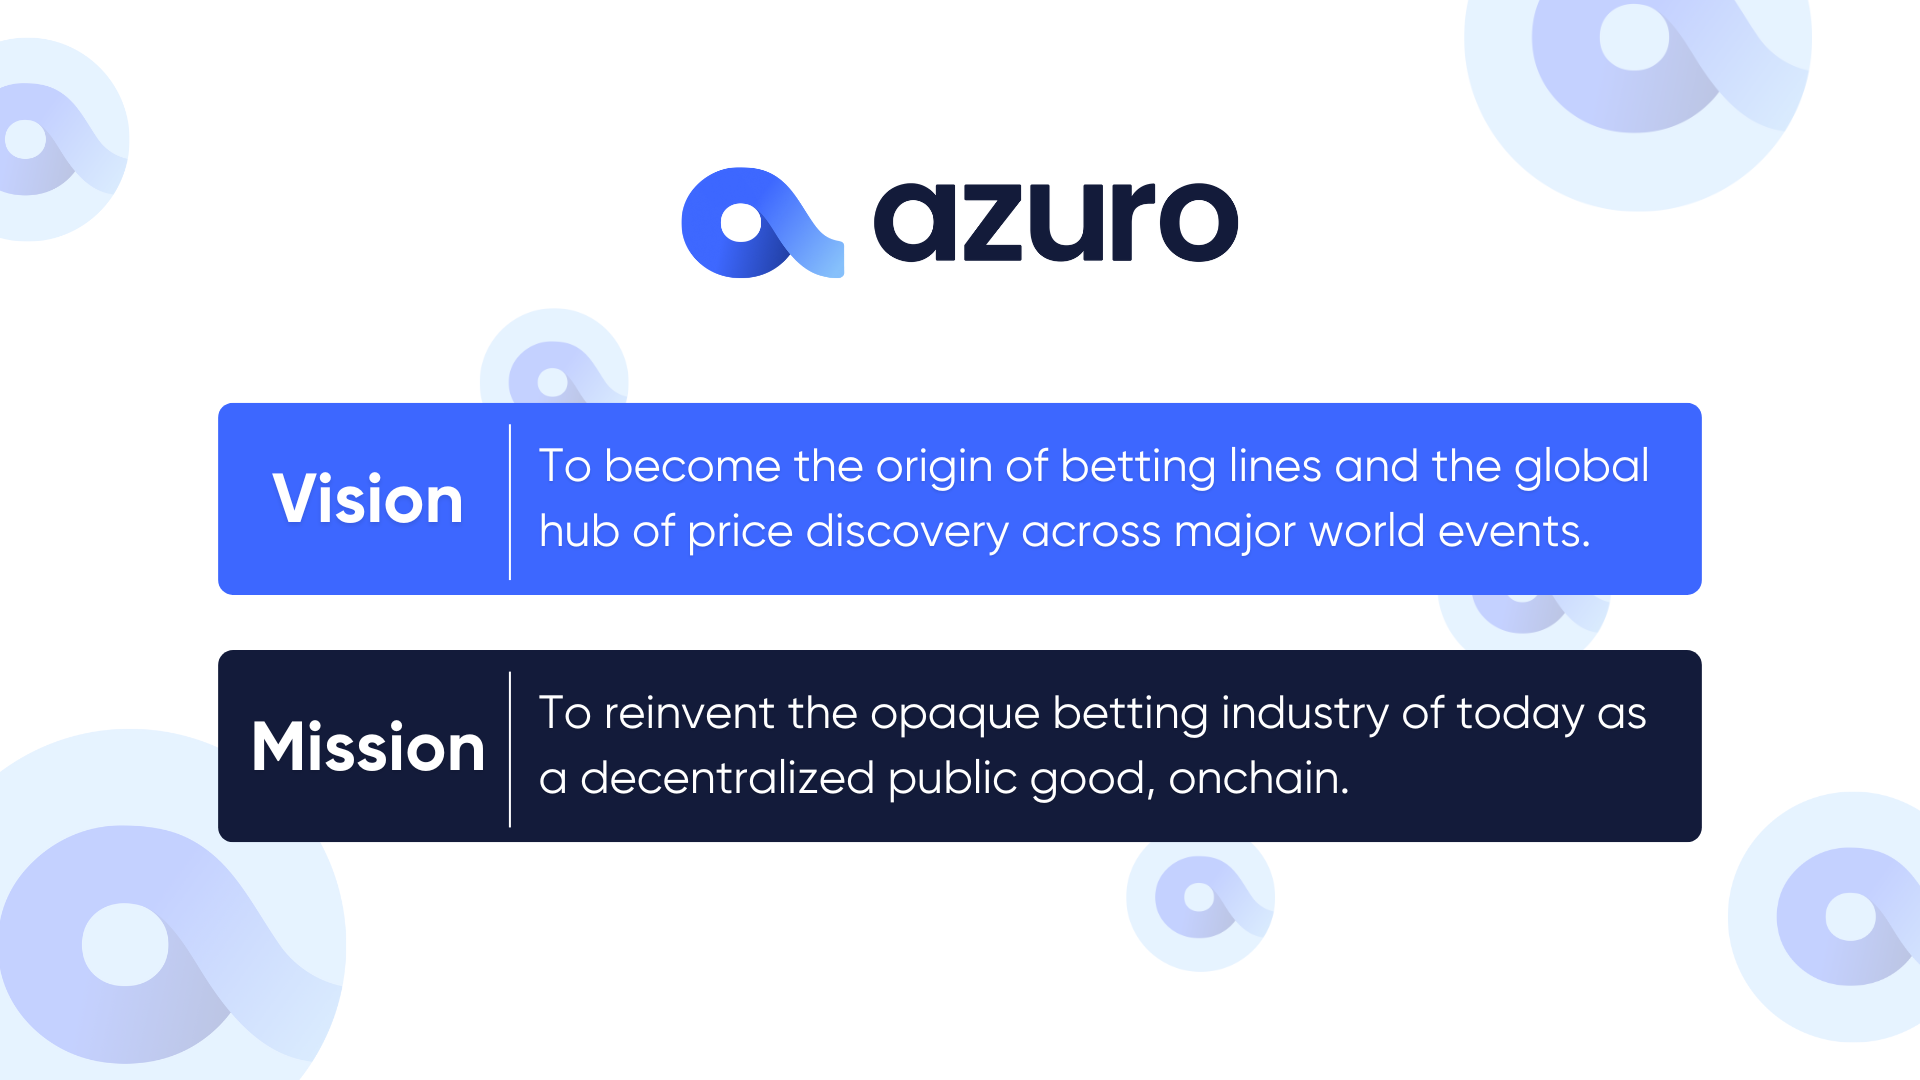 azuro
Vision
To become the origin of betting lines and the global
hub of price discovery across major world events.
Mission
To reinvent the opaque betting industry of today as
a decentralized public good, onchain.